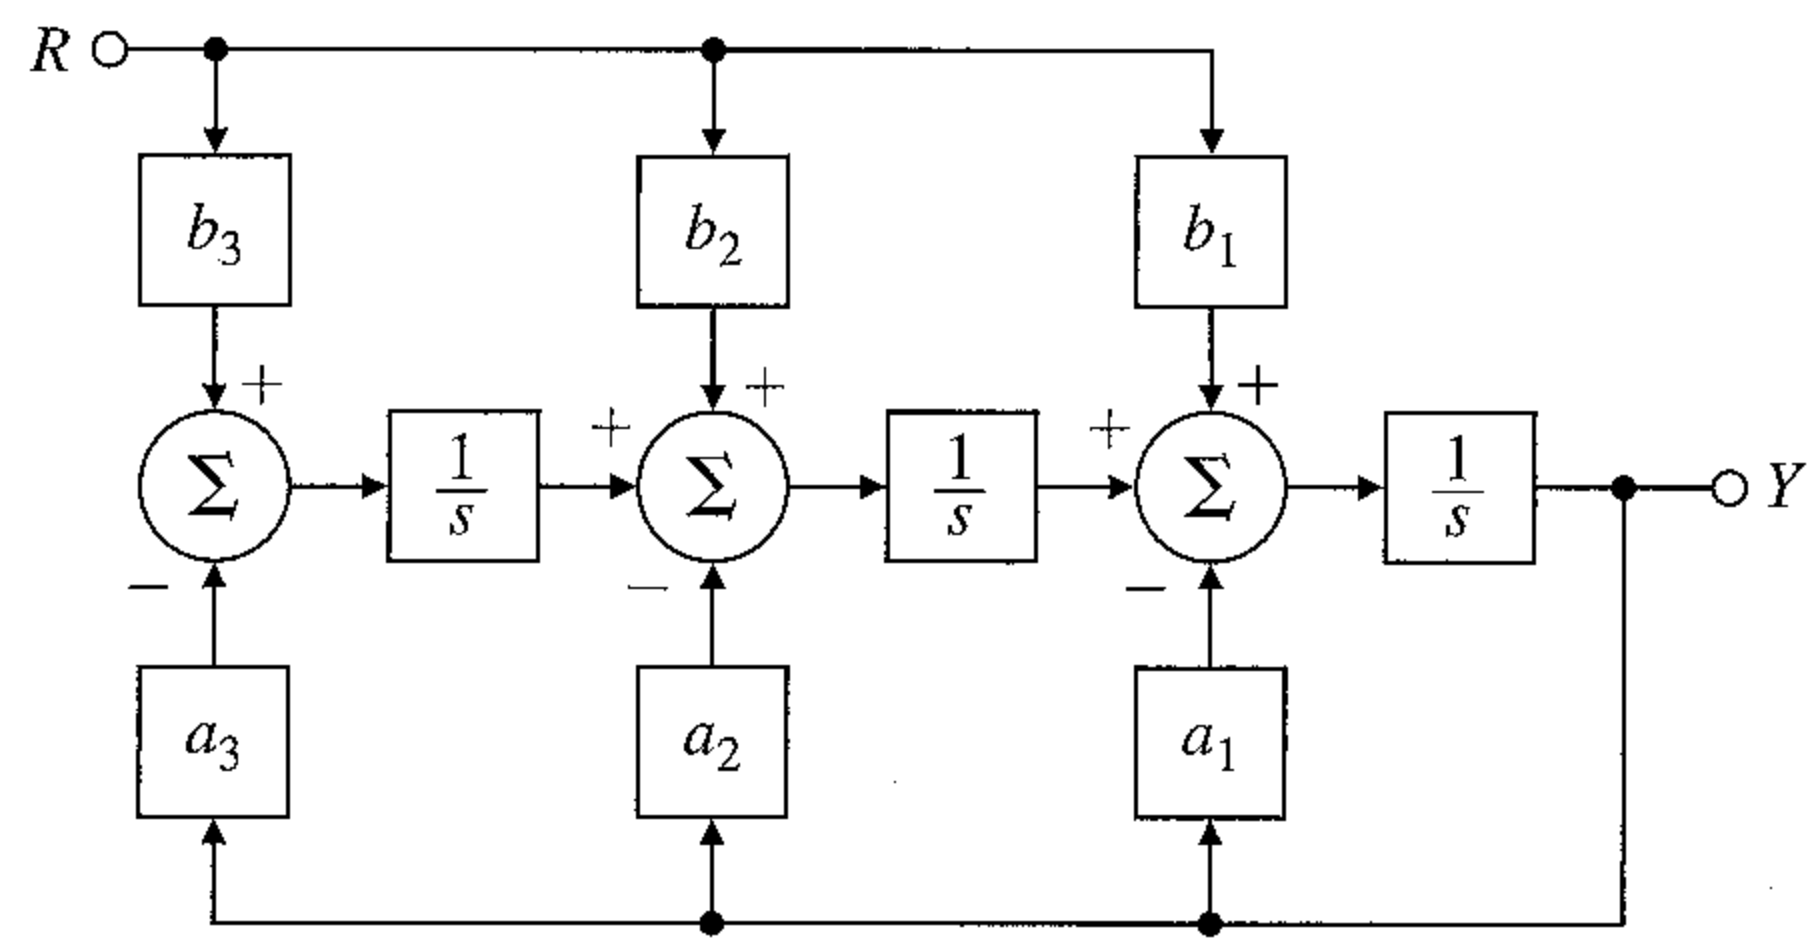 R
b₃ b₂ b₁
+ + +
+ +
Σ 1/s Σ 1/s Σ 1/s Y
− − −
a₃ a₂ a₁